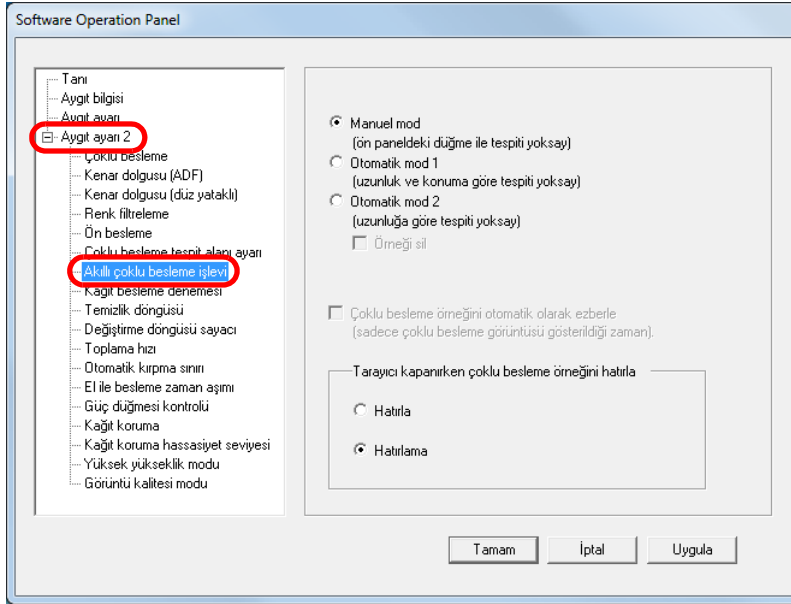 Software Operation Panel
Tanı
Aygıt bilgisi
Aygıt ayarı
Aygıt ayarı 2
Çoklu besleme
Kenar dolgusu (ADF)
Kenar dolgusu (düz yataklı)
Renk filtreleme
Ön besleme
Çoklu besleme tespit alanı ayarı
Akıllı çoklu besleme işlevi
Kağıt besleme denemesi
Temizlik döngüsü
Değiştirme döngüsü sayacı
Toplama hızı
Otomatik kırpma sınırı
El ile besleme zaman aşımı
Güç düğmesi kontrolü
Kağıt koruma
Kağıt koruma hassasiyet seviyesi
Yüksek yükseklik modu
Görüntü kalitesi modu
Manuel mod
(ön paneldeki düğme ile tespiti yoksay)
Otomatik mod 1
(uzunluk ve konuma göre tespiti yoksay)
Otomatik mod 2
(uzunluğa göre tespiti yoksay)
Örneği sil
Çoklu besleme örneğini otomatik olarak ezberle
(sadece çoklu besleme görüntüsü gösterildiği zaman).
Tarayıcı kapanırken çoklu besleme örneğini hatırla
Hatırla
Hatırlama
Tamam
İptal
Uygula